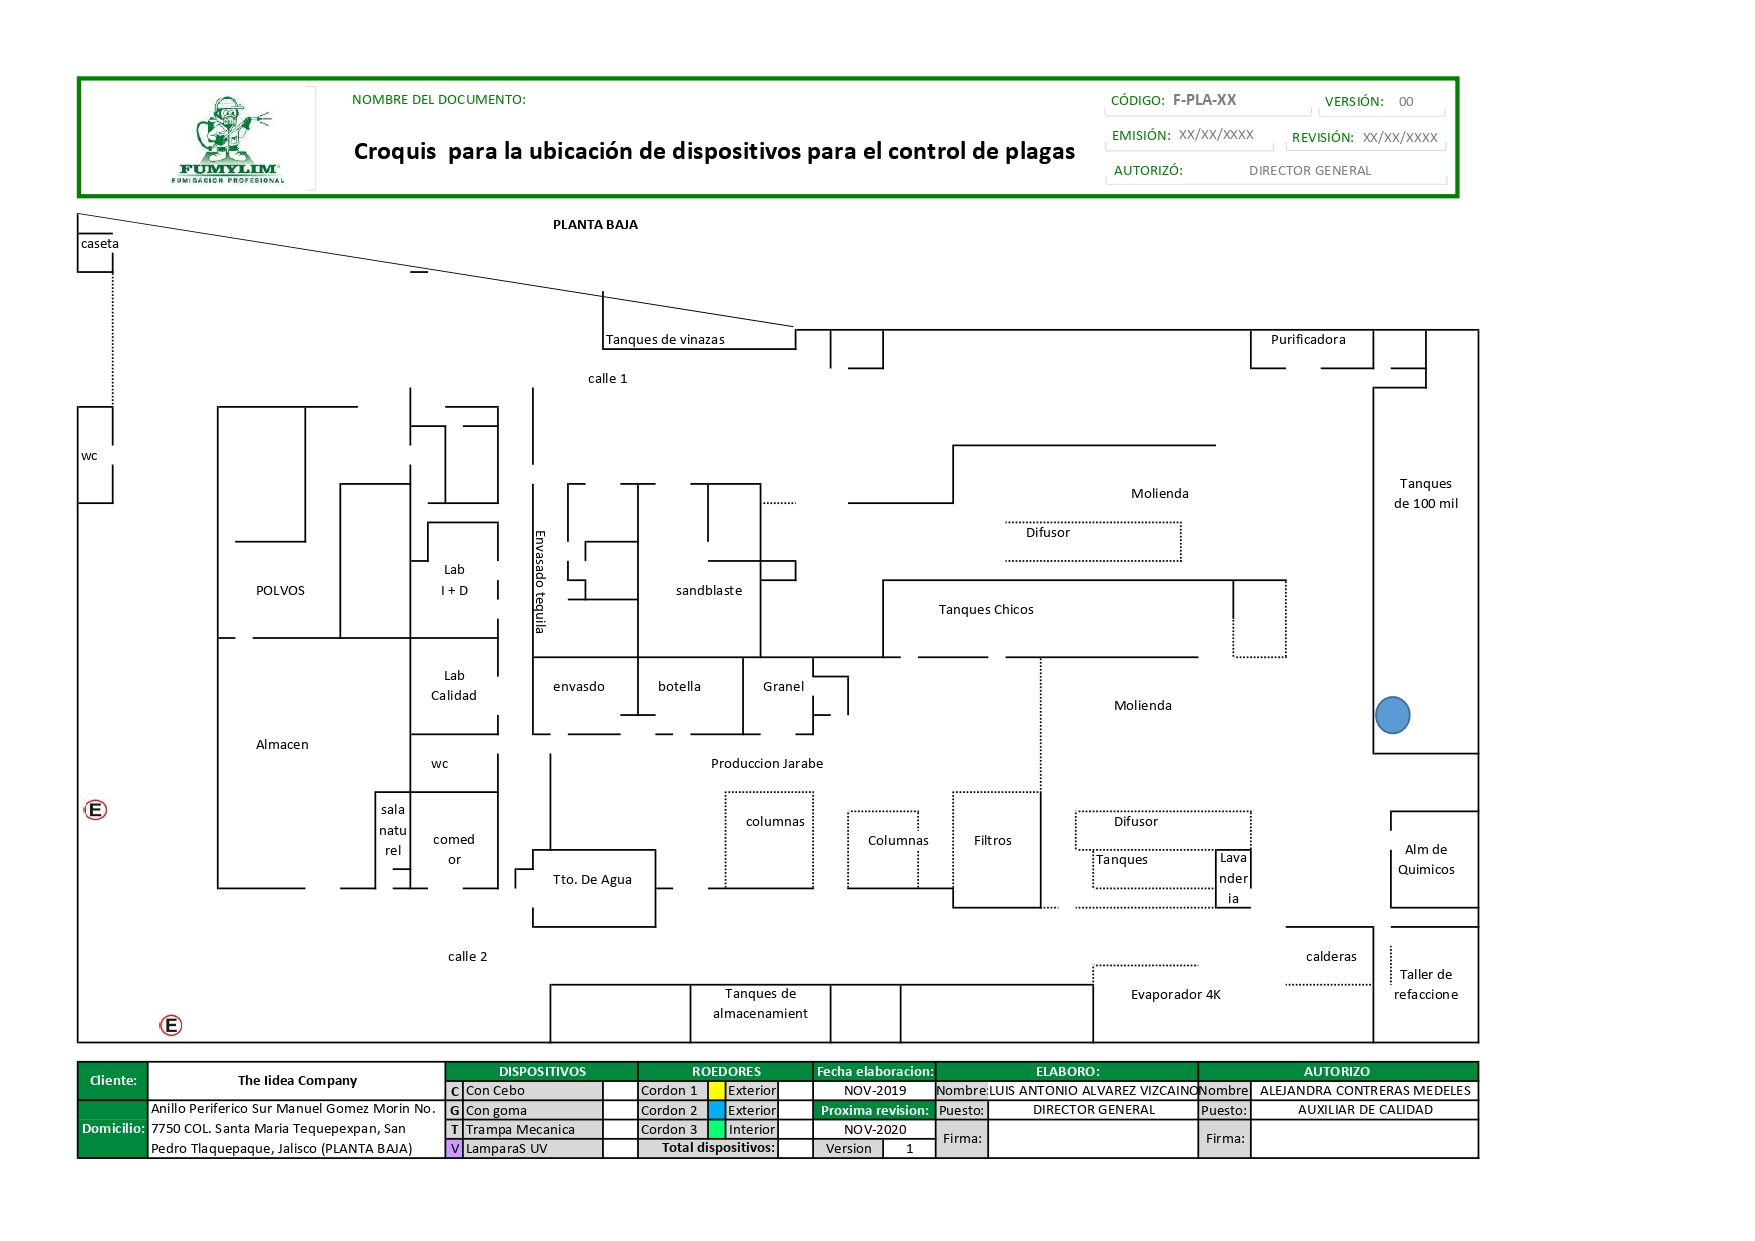 NOMBRE DEL DOCUMENTO:
Croquis para la ubicación de dispositivos para el control de plagas
FUMYLIM
FUMIGACION PROFESIONAL
CÓDIGO: F-PLA-XX
VERSIÓN: 00
EMISIÓN: XX/XX/XXXX
REVISIÓN: XX/XX/XXXX
AUTORIZÓ: DIRECTOR GENERAL
PLANTA BAJA
caseta
Tanques de vinazas
Purificadora
calle 1
wc
Tanques
de 100 mil
Molienda
Difusor
Envasado tequila
Lab
I + D
POLVOS
sandblaste
Tanques Chicos
Lab
Calidad
envasdo
botella
Granel
Molienda
Almacen
wc
Produccion Jarabe
E
sala
natu
rel
comed
or
columnas
Columnas
Filtros
Difusor
Tanques
Lava
nder
ia
Alm de
Quimicos
Tto. De Agua
calle 2
calderas
Taller de
refaccione
Tanques de
almacenamient
Evaporador 4K
E
Cliente:
The Iidea Company
Domicilio:
Anillo Periferico Sur Manuel Gomez Morin No.
7750 COL. Santa Maria Tequepexpan, San
Pedro Tlaquepaque, Jalisco (PLANTA BAJA)
DISPOSITIVOS
C Con Cebo
G Con goma
T Trampa Mecanica
V LamparaS UV
ROEDORES
Cordon 1 Exterior
Cordon 2 Exterior
Cordon 3 Interior
Total dispositivos:
Fecha elaboracion:
NOV-2019
Proxima revision:
NOV-2020
Version 1
ELABORO:
Nombre: LUIS ANTONIO ALVAREZ VIZCAINO
Puesto: DIRECTOR GENERAL
Firma:
AUTORIZO
Nombre ALEJANDRA CONTRERAS MEDELES
Puesto: AUXILIAR DE CALIDAD
Firma: